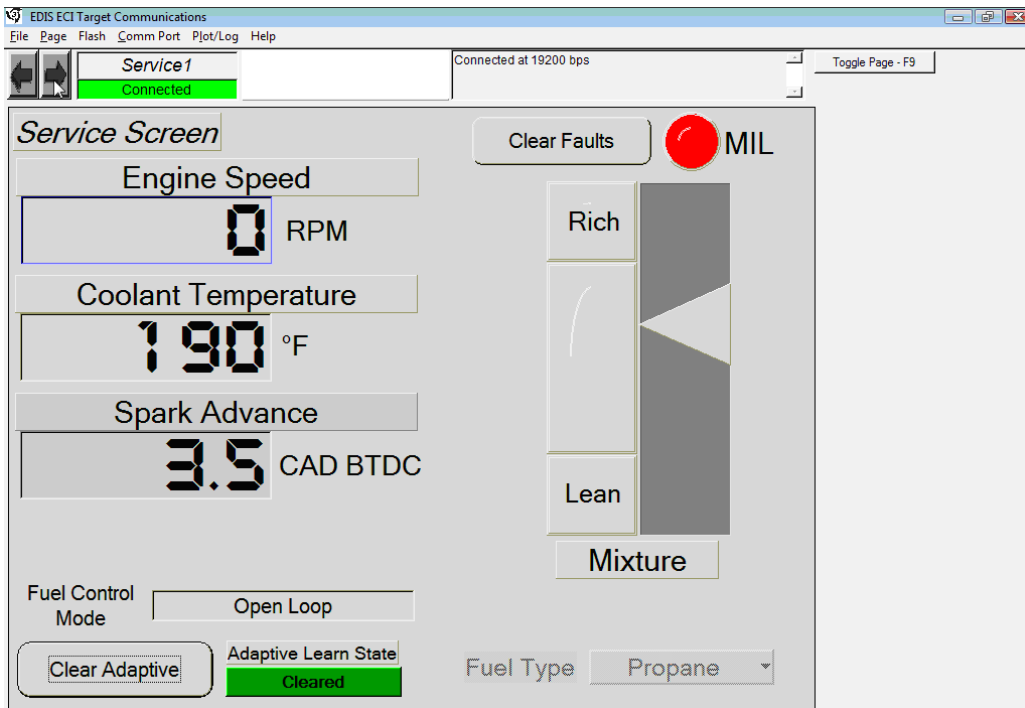 EDIS ECI Target Communications
File Page Flash Comm Port Plot/Log Help
Service1
Connected
Connected at 19200 bps
Toggle Page - F9
Service Screen
Clear Faults
MIL
Engine Speed
0 RPM
Rich
Coolant Temperature
190 °F
Spark Advance
3.5 CAD BTDC
Lean
Mixture
Fuel Control
Mode
Open Loop
Clear Adaptive
Adaptive Learn State
Cleared
Fuel Type
Propane